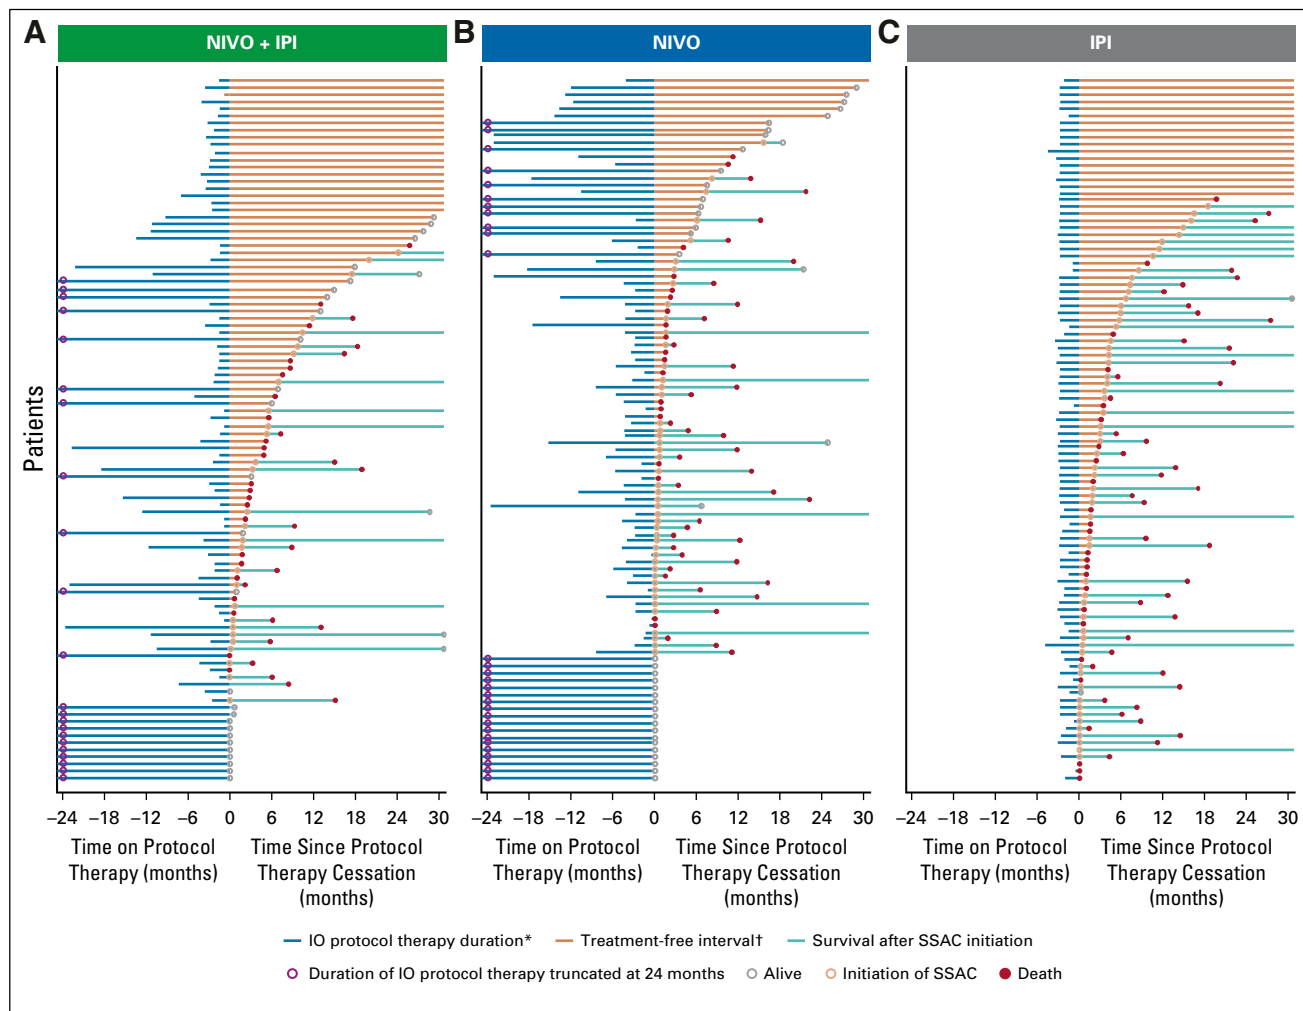 A
NIVO + IPI
B
NIVO
C
IPI
Patients
–24 –18 –12 –6 0 6 12 18 24 30
–24 –18 –12 –6 0 6 12 18 24 30
–24 –18 –12 –6 0 6 12 18 24 30
Time on Protocol
Therapy (months)
Time Since Protocol
Therapy Cessation
(months)
Time on Protocol
Therapy (months)
Time Since Protocol
Therapy Cessation
(months)
Time on Protocol
Therapy (months)
Time Since Protocol
Therapy Cessation
(months)
IO protocol therapy duration* Treatment-free interval† Survival after SSAC initiation
Duration of IO protocol therapy truncated at 24 months Alive Initiation of SSAC Death